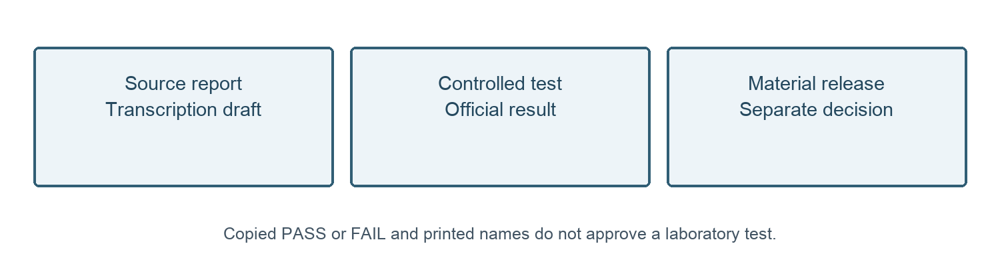 Source report
Transcription draft
Controlled test
Official result
Material release
Separate decision
Copied PASS or FAIL and printed names do not approve a laboratory test.